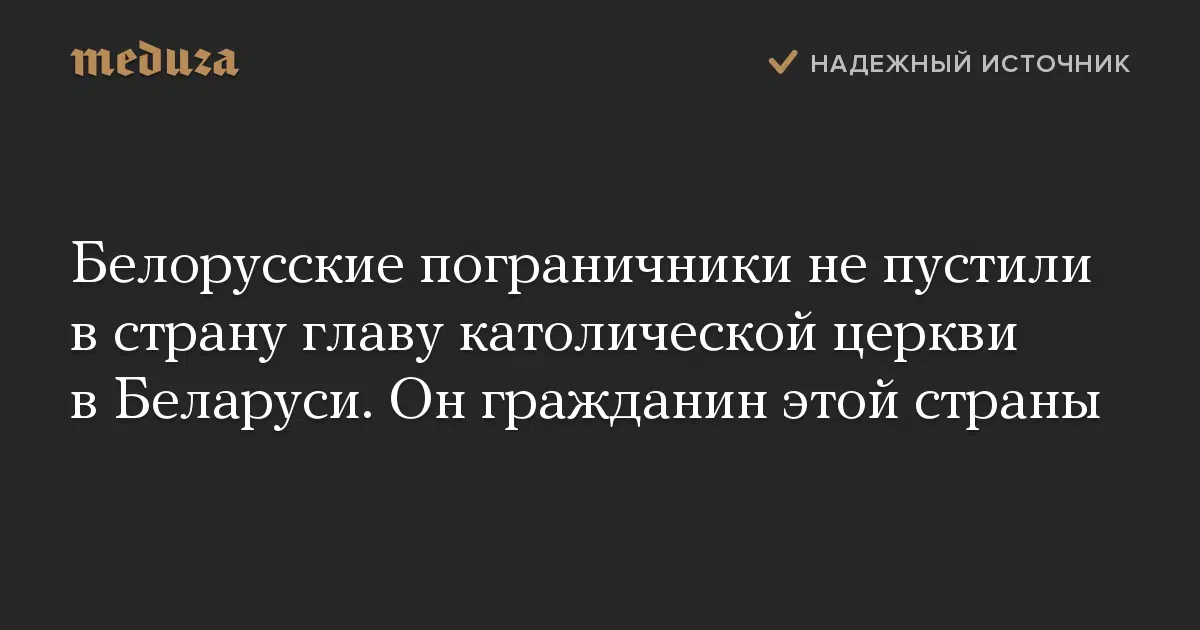 meduza
НАДЕЖНЫЙ ИСТОЧНИК
Белорусские пограничники не пустили
в страну главу католической церкви
в Беларуси. Он гражданин этой страны